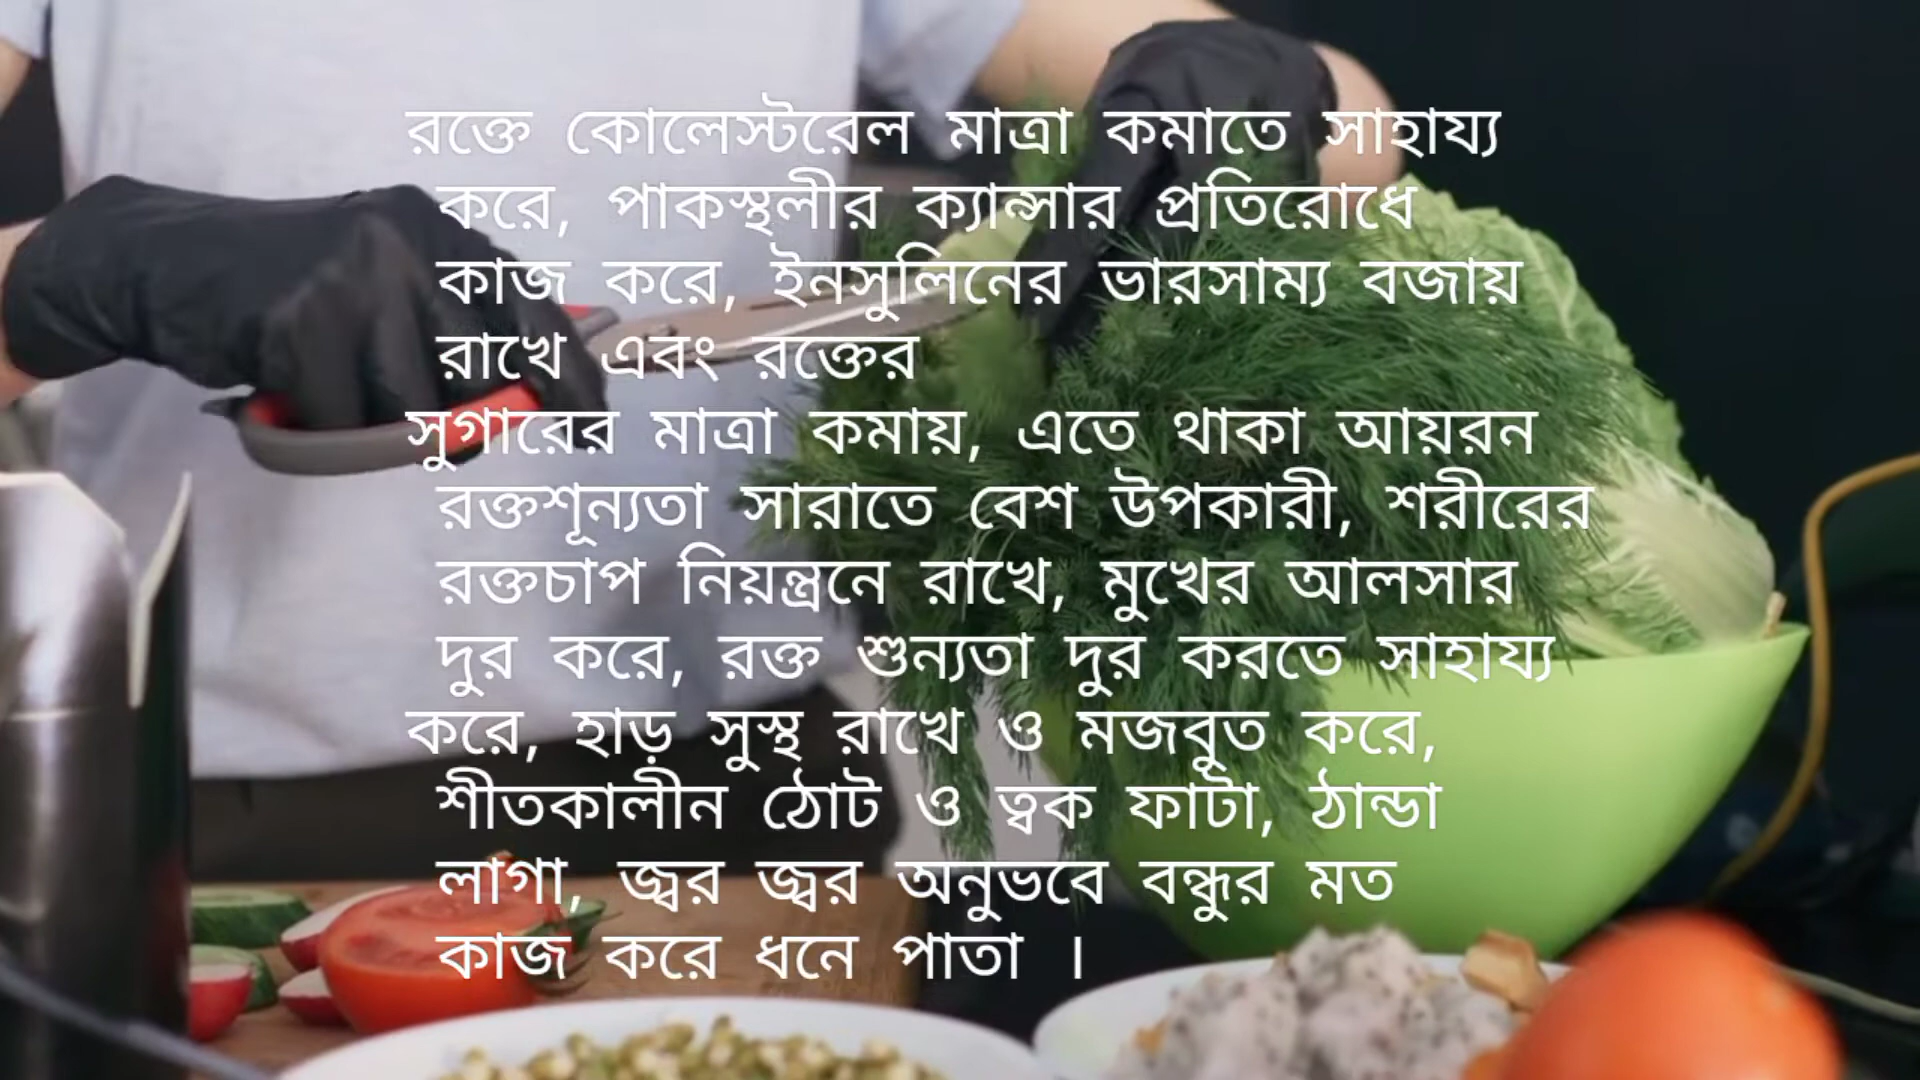 রক্তে কোলেস্টরেল মাত্রা কমাতে সাহায্য
করে, পাকস্থলীর ক্যান্সার প্রতিরোধে
কাজ করে, ইনসুলিনের ভারসাম্য বজায়
রাখে এবং রক্তের
সুগারের মাত্রা কমায়, এতে থাকা আয়রন
রক্তশূন্যতা সারাতে বেশ উপকারী, শরীরের
রক্তচাপ নিয়ন্ত্রনে রাখে, মুখের আলসার
দুর করে, রক্ত শুন্যতা দুর করতে সাহায্য
করে, হাড় সুস্থ রাখে ও মজবুত করে,
শীতকালীন ঠোট ও ত্বক ফাটা, ঠান্ডা
লাগা, জ্বর জ্বর অনুভবে বন্ধুর মত
কাজ করে ধনে পাতা ।